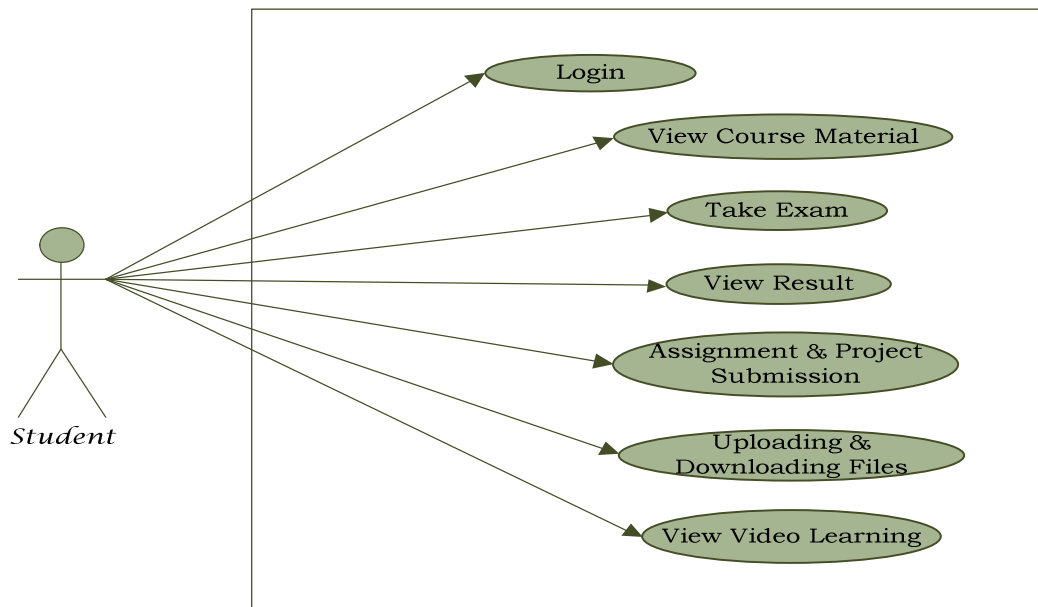 Login
View Course Material
Take Exam
View Result
Assignment & Project
Submission
Student
Uploading &
Downloading Files
View Video Learning